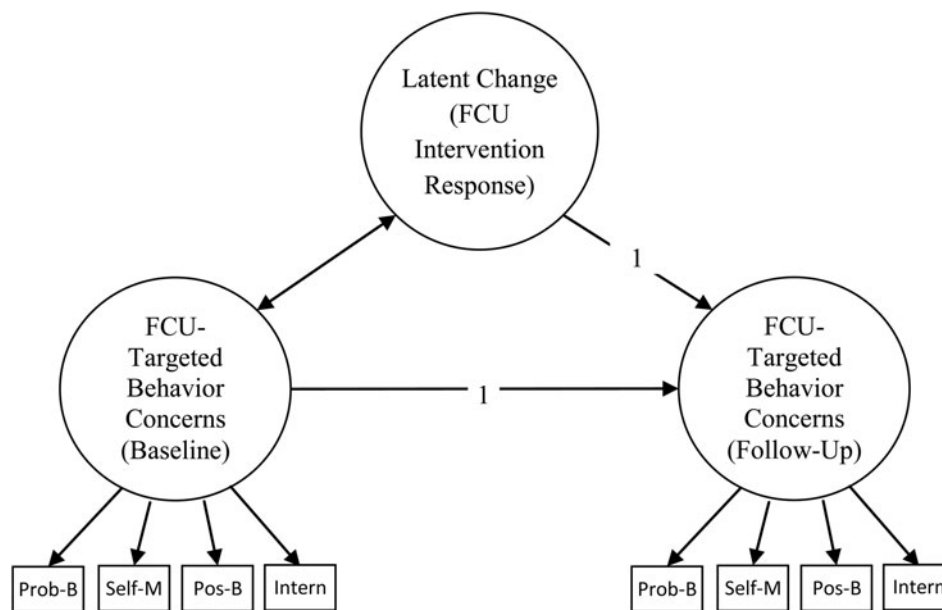 Latent Change
(FCU
Intervention
Response)
1
FCU-
Targeted
Behavior
Concerns
(Baseline)
1
FCU-
Targeted
Behavior
Concerns
(Follow-Up)
Prob-B
Self-M
Pos-B
Intern
Prob-B
Self-M
Pos-B
Intern